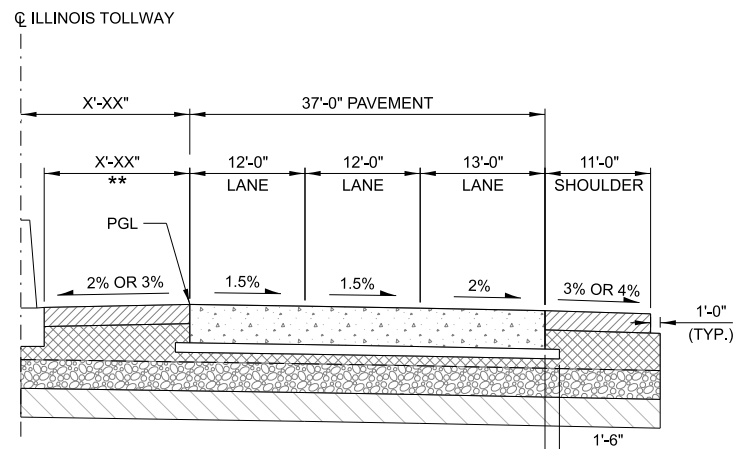 ℄ ILLINOIS TOLLWAY
X'-XX"
37'-0" PAVEMENT
X'-XX"
**
12'-0"
LANE
12'-0"
LANE
13'-0"
LANE
11'-0"
SHOULDER
PGL
2% OR 3%
1.5%
1.5%
2%
3% OR 4%
1'-0"
(TYP.)
1'-6"